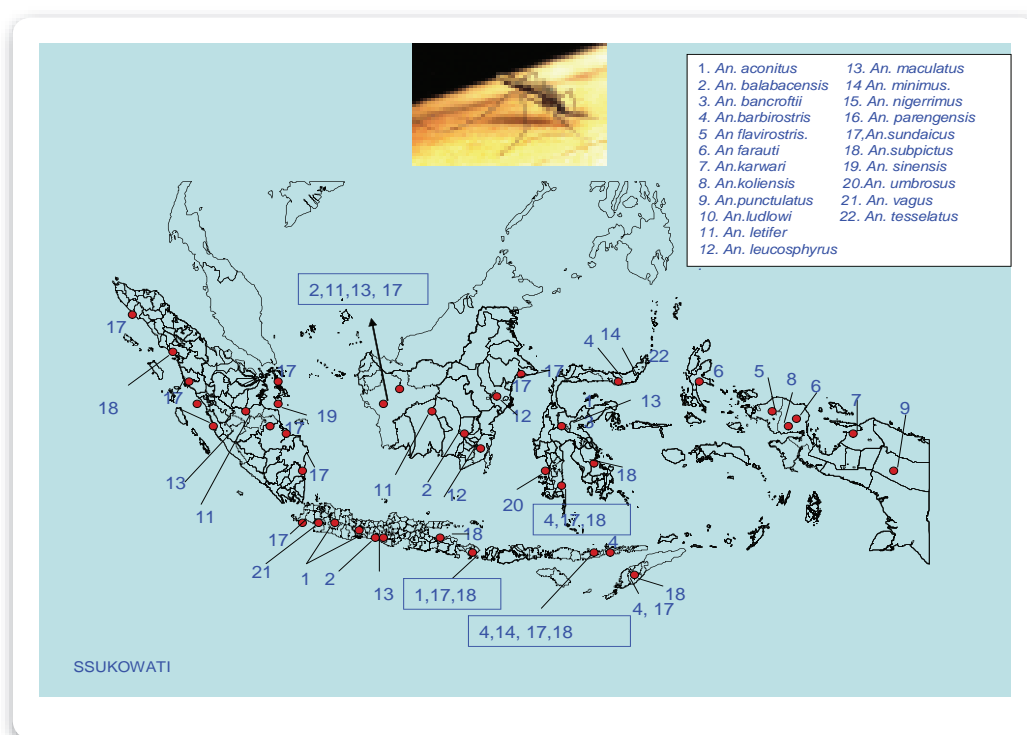 1. An. aconitus
2. An. balabacensis
3. An. bancroftii
4. An.barbirostris
5 An flavirostris.
6. An farauti
7. An.karwari
8. An.koliensis
9. An.punctulatus
10. An.ludlowi
11. An. letifer
12. An. leucosphyrus
13. An. maculatus
14 An. minimus.
15. An. nigerrimus
16. An. parengensis
17,An.sundaicus
18. An.subpictus
19. An. sinensis
20. An. umbrosus
21. An. vagus
22. An. tesselatus
2,11,13, 17
17
4
14
22
17
17
17
6
5
8
6
18
17
19
12
13
7
9
17
13
11
17
11
2
12
20
18
4,17,18
17
21
1
2
13
18
4
1,17,18
18
4, 17
4,14, 17,18
SSUKOWATI